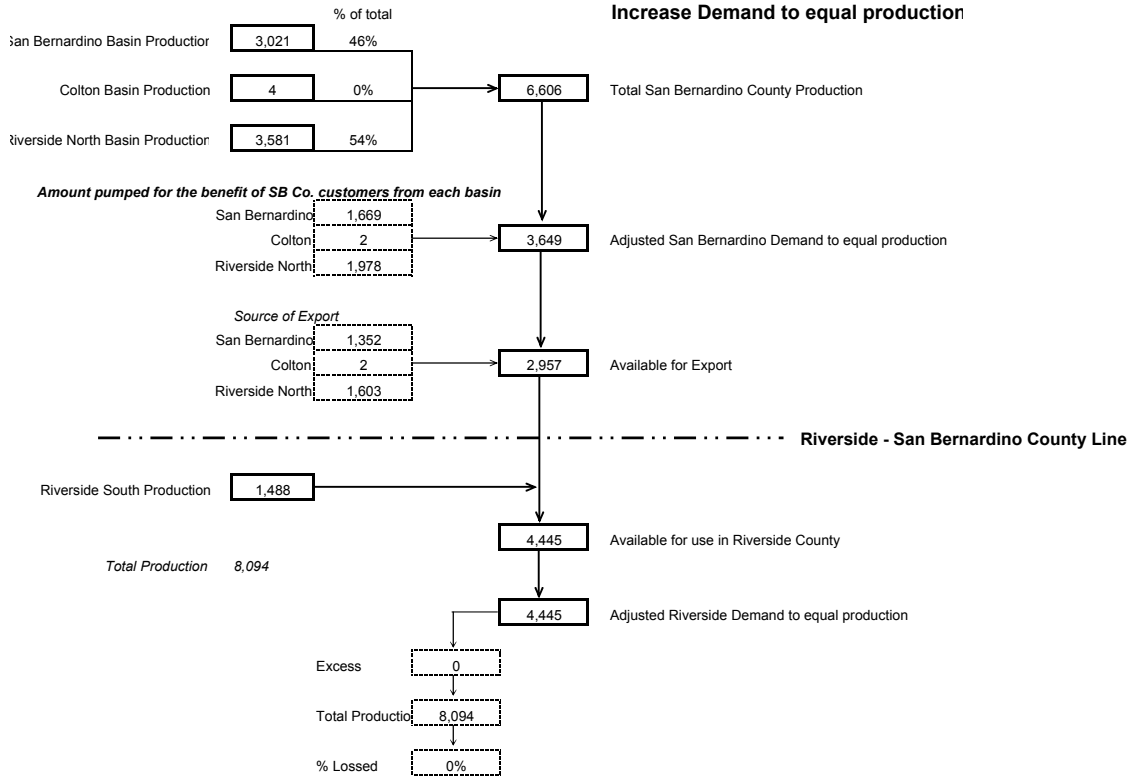 % of total
Increase Demand to equal production
San Bernardino Basin Production 3,021 46%
Colton Basin Production 4 0% 6,606 Total San Bernardino County Production
Riverside North Basin Production 3,581 54%
Amount pumped for the benefit of SB Co. customers from each basin
San Bernardino 1,669
Colton 2 3,649 Adjusted San Bernardino Demand to equal production
Riverside North 1,978
Source of Export
San Bernardino 1,352
Colton 2 2,957 Available for Export
Riverside North 1,603
Riverside - San Bernardino County Line
Riverside South Production 1,488
4,445 Available for use in Riverside County
Total Production 8,094
4,445 Adjusted Riverside Demand to equal production
Excess 0
Total Productio 8,094
% Lossed 0%